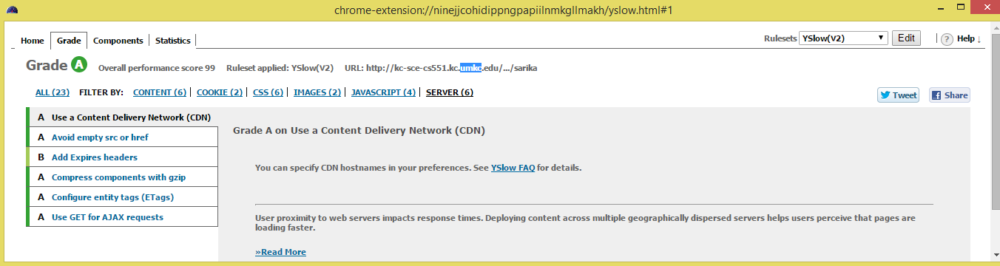 chrome-extension://ninejjcohidippngpapiilnmkgllmakh/yslow.html#1
Home Grade Components Statistics Rulesets YSlow(V2) Edit ? Help ↓
Grade A Overall performance score 99 Ruleset applied: YSlow(V2) URL: http://kc-sce-cs551.kc.umkc.edu/.../sarika
ALL (23) FILTER BY: CONTENT (6) COOKIE (2) CSS (6) IMAGES (2) JAVASCRIPT (4) SERVER (6)
Tweet Share
A Use a Content Delivery Network (CDN)
A Avoid empty src or href
B Add Expires headers
A Compress components with gzip
A Configure entity tags (ETags)
A Use GET for AJAX requests
Grade A on Use a Content Delivery Network (CDN)
You can specify CDN hostnames in your preferences. See YSlow FAQ for details.
User proximity to web servers impacts response times. Deploying content across multiple geographically dispersed servers helps users perceive that pages are
loading faster.
»Read More